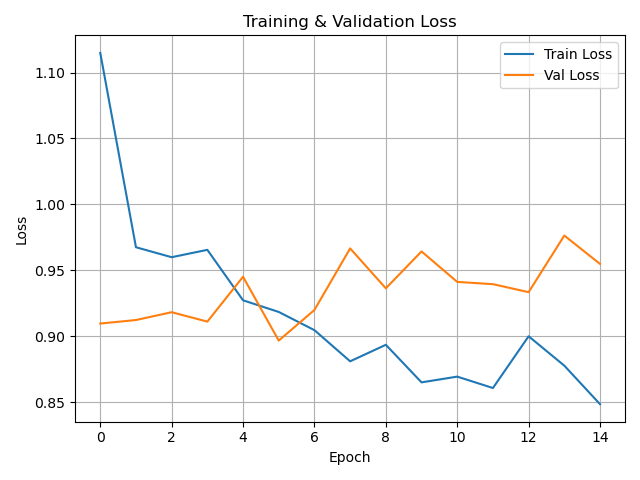 Training & Validation Loss
Train Loss
Val Loss
Loss
1.10
1.05
1.00
0.95
0.90
0.85
0 2 4 6 8 10 12 14
Epoch